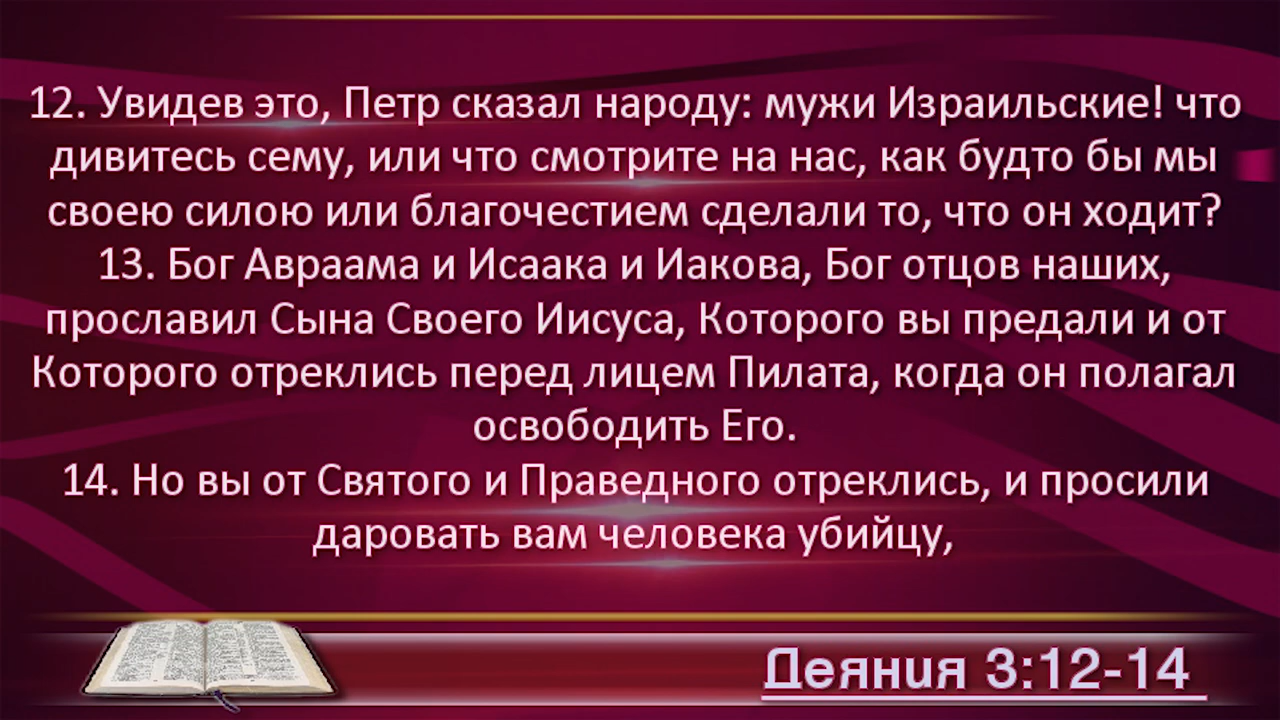 12. Увидев это, Петр сказал народу: мужи Израильские! что
дивитесь сему, или что смотрите на нас, как будто бы мы
своею силою или благочестием сделали то, что он ходит?
13. Бог Авраама и Исаака и Иакова, Бог отцов наших,
прославил Сына Своего Иисуса, Которого вы предали и от
Которого отреклись перед лицем Пилата, когда он полагал
освободить Его.
14. Но вы от Святого и Праведного отреклись, и просили
даровать вам человека убийцу,
Деяния 3:12-14